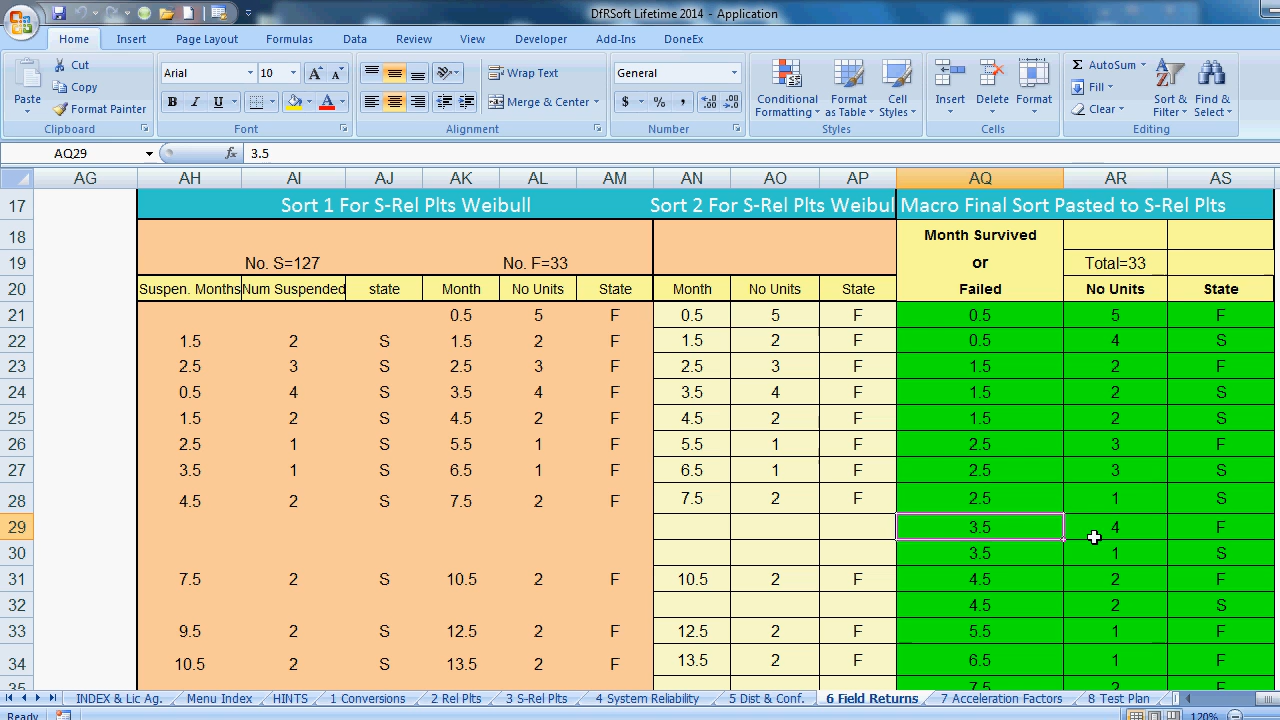 DfRSoft Lifetime 2014 - Application
Home Insert Page Layout Formulas Data Review View Developer Add-Ins DoneEx
Paste Cut Copy Format Painter Clipboard
Arial 10 A A B I U A Font
Wrap Text Merge & Center Alignment
General $ % , .0 .00 .00 .0 Number
Conditional Formatting Format as Table Cell Styles Styles
Insert Delete Format Cells
Σ AutoSum Fill Clear Sort & Filter Find & Select Editing
AQ29 fx 3.5
AG AH AI AJ AK AL AM AN AO AP AQ AR AS
17 Sort 1 For S-Rel Plts Weibull Sort 2 For S-Rel Plts Weibul Macro Final Sort Pasted to S-Rel Plts
18 Month Survived
19 No. S=127 No. F=33 or Total=33
20 Suspen. Months Num Suspended state Month No Units State Month No Units State Failed No Units State
21 0.5 5 F 0.5 5 F 0.5 5 F
22 1.5 2 S 1.5 2 F 1.5 2 F 0.5 4 S
23 2.5 3 S 2.5 3 F 2.5 3 F 1.5 2 F
24 0.5 4 S 3.5 4 F 3.5 4 F 1.5 2 S
25 1.5 2 S 4.5 2 F 4.5 2 F 1.5 2 S
26 2.5 1 S 5.5 1 F 5.5 1 F 2.5 3 F
27 3.5 1 S 6.5 1 F 6.5 1 F 2.5 3 S
28 4.5 2 S 7.5 2 F 7.5 2 F 2.5 1 S
29 3.5 4 F
30 3.5 1 S
31 7.5 2 S 10.5 2 F 10.5 2 F 4.5 2 F
32 4.5 2 S
33 9.5 2 S 12.5 2 F 12.5 2 F 5.5 1 F
34 10.5 2 S 13.5 2 F 13.5 2 F 6.5 1 F
35 7.5 2 F
INDEX & Lic Ag. Menu Index HINTS 1 Conversions 2 Rel Plts 3 S-Rel Plts 4 System Reliability 5 Dist & Conf. 6 Field Returns 7 Acceleration Factors 8 Test Plan
Ready 120%